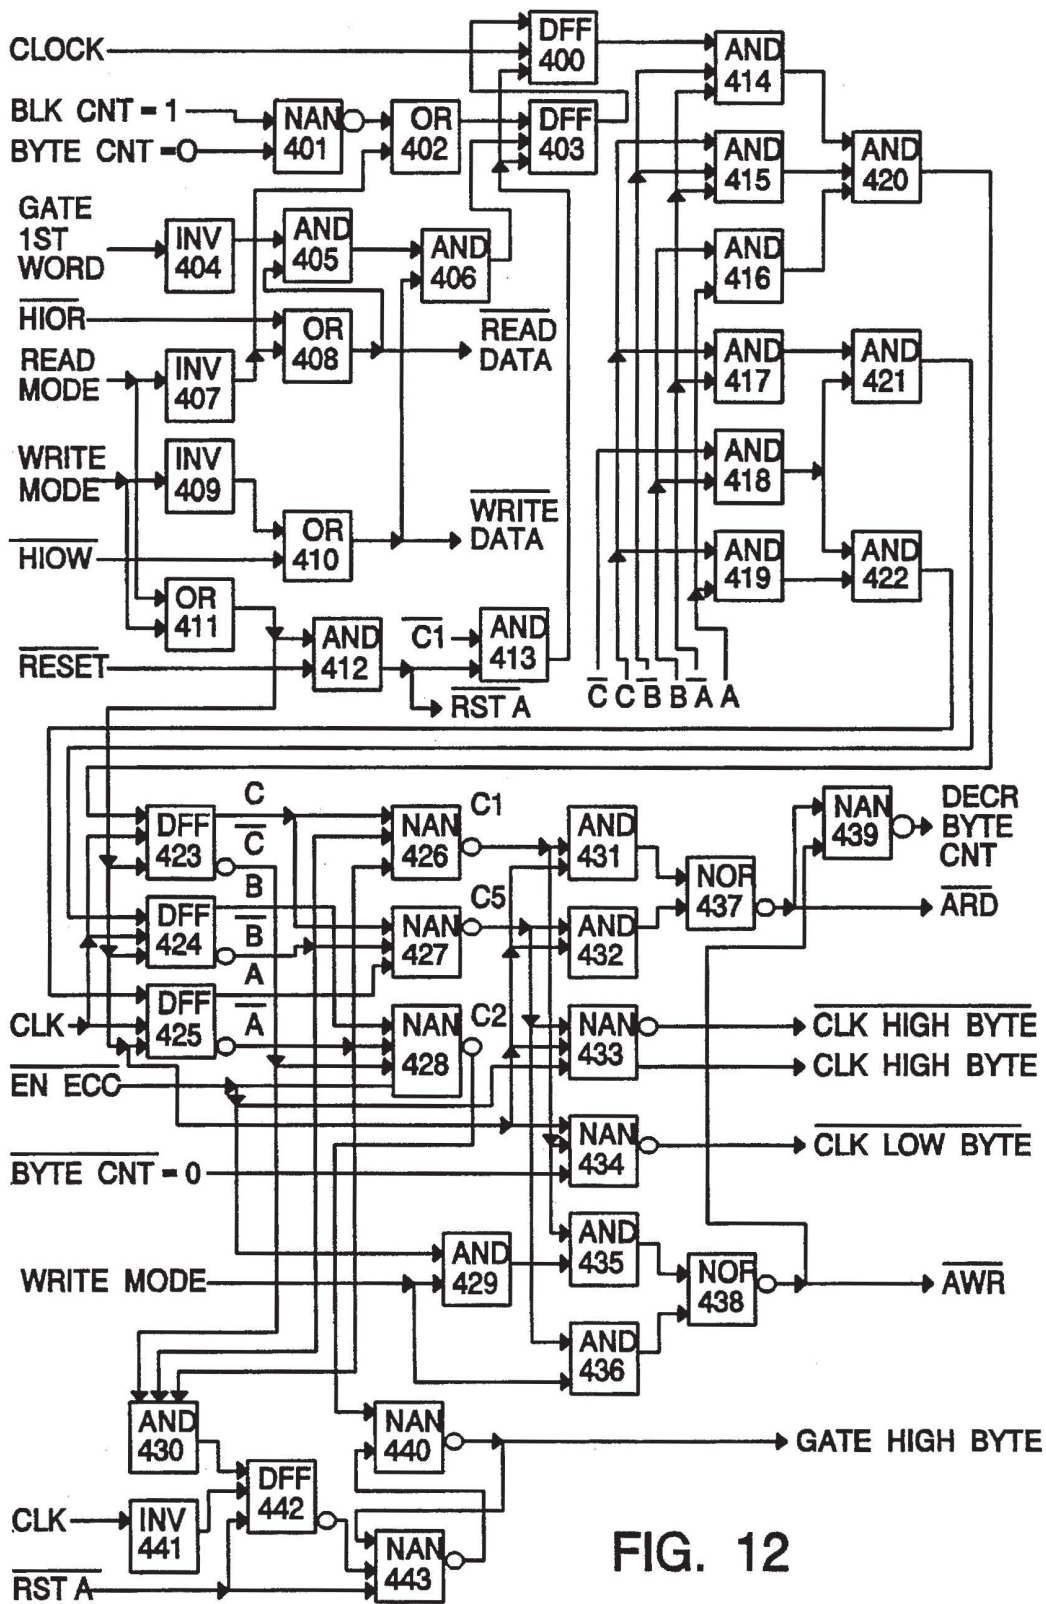 CLOCK
DFF 400
AND 414
BLK CNT = 1
NAN 401
OR 402
DFF 403
BYTE CNT =O
AND 415
AND 420
GATE 1ST WORD
INV 404
AND 405
AND 406
AND 416
HIOR
OR 408
READ DATA
READ MODE
INV 407
AND 417
AND 421
WRITE MODE
INV 409
AND 418
OR 410
WRITE DATA
HIOW
AND 419
AND 422
OR 411
AND 412
C1
AND 413
RESET
RST A
C C B B A A
DFF 423
C
C
NAN 426
C1
AND 431
NAN 439
DECR BYTE CNT
B
DFF 424
B
NAN 427
C5
AND 432
NOR 437
ARD
A
DFF 425
A
CLK
NAN 428
C2
NAN 433
CLK HIGH BYTE
CLK HIGH BYTE
EN ECC
NAN 434
CLK LOW BYTE
BYTE CNT = 0
AND 435
WRITE MODE
AND 429
NOR 438
AWR
AND 436
AND 430
NAN 440
GATE HIGH BYTE
DFF 442
CLK
INV 441
NAN 443
RST A
FIG. 12